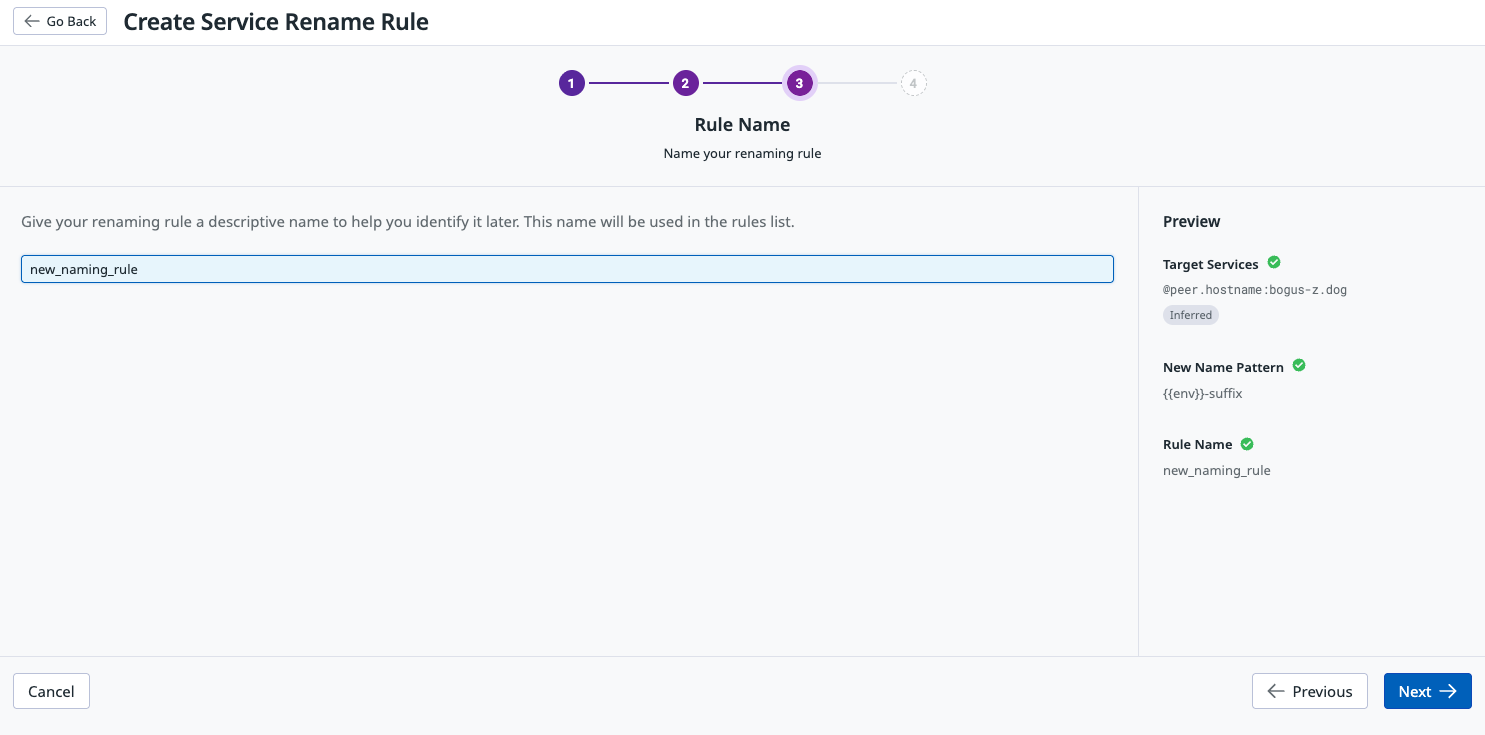 Go Back
Create Service Rename Rule
1
2
3
4
Rule Name
Name your renaming rule
Give your renaming rule a descriptive name to help you identify it later. This name will be used in the rules list.
new_naming_rule
Preview
Target Services
@peer.hostname:bogus-z.dog
Inferred
New Name Pattern
{{env}}-suffix
Rule Name
new_naming_rule
Cancel
Previous
Next